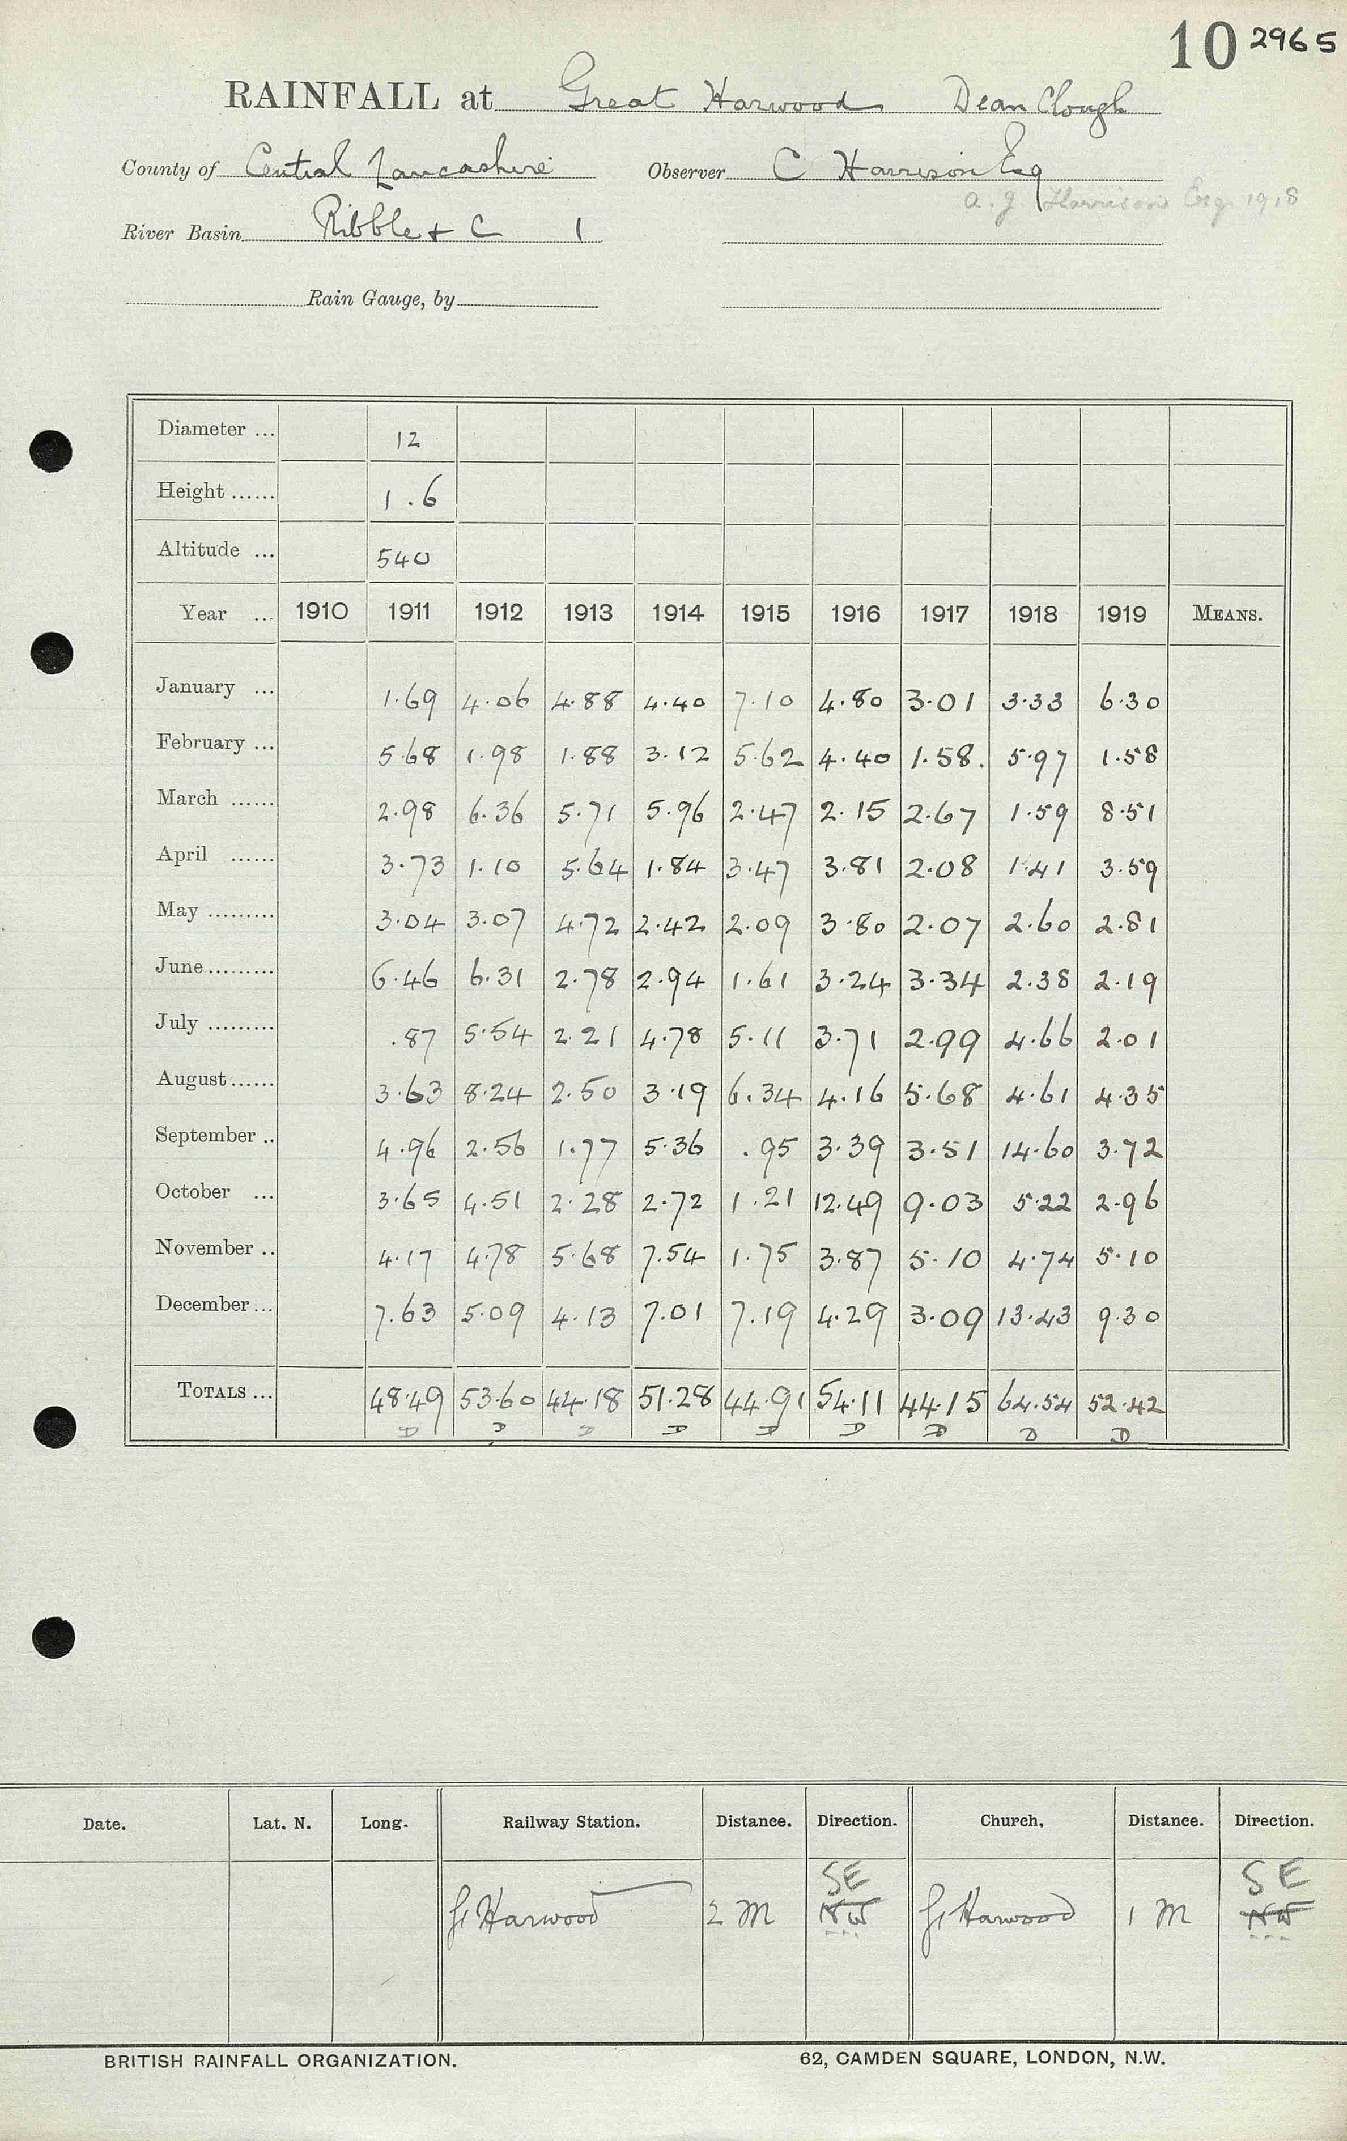 10 2965
RAINFALL at Great Harwood Dean Clough
County of Central Lancashire Observer C Harrison Esq
A. J. Harrison Esq 1918
River Basin Ribble + C 1
Rain Gauge, by
Diameter ... 12
Height ...... 1.6
Altitude ... 540
Year ... 1910 1911 1912 1913 1914 1915 1916 1917 1918 1919 MEANS.
January ... 1.69 4.06 4.88 4.40 7.10 4.80 3.01 3.33 6.30
February ... 5.68 1.98 1.88 3.12 5.62 4.40 1.58. 5.97 1.58
March ...... 2.98 6.36 5.71 5.96 2.47 2.15 2.67 1.59 8.51
April ...... 3.73 1.10 5.64 1.84 3.47 3.81 2.08 1.41 3.59
May ......... 3.04 3.07 4.72 2.42 2.09 3.80 2.07 2.60 2.81
June ......... 6.46 6.31 2.78 2.94 1.61 3.24 3.34 2.38 2.19
July ......... .87 5.54 2.21 4.78 5.11 3.71 2.99 4.66 2.01
August ...... 3.63 8.24 2.50 3.19 6.34 4.16 5.68 4.61 4.35
September .. 4.96 2.56 1.77 5.36 .95 3.39 3.51 14.60 3.72
October ... 3.65 4.51 2.28 2.72 1.21 12.49 9.03 5.22 2.96
November .. 4.17 4.78 5.68 7.54 1.75 3.87 5.10 4.74 5.10
December ... 7.63 5.09 4.13 7.01 7.19 4.29 3.09 13.43 9.30
TOTALS ... 48.49 53.60 44.18 51.28 44.91 54.11 44.15 64.54 52.42
D D D D D D D D D
Date. Lat. N. Long. Railway Station. Distance. Direction. Church. Distance. Direction.
SE SE
Gt Harwood 2 M NW Gt Harwood 1 M NW
BRITISH RAINFALL ORGANIZATION. 62, CAMDEN SQUARE, LONDON, N.W.